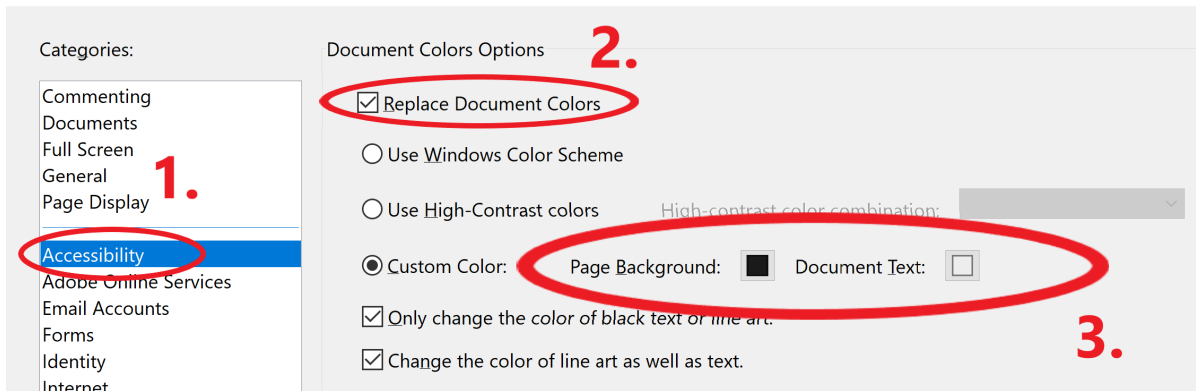 Categories:
Commenting
Documents
Full Screen
General
Page Display
Accessibility
Adobe Online Services
Email Accounts
Forms
Identity
Internet
1.
Document Colors Options
2.
Replace Document Colors
Use Windows Color Scheme
Use High-Contrast colors High-contrast color combination:
Custom Color: Page Background: Document Text:
Only change the color of black text or line art.
3.
Change the color of line art as well as text.